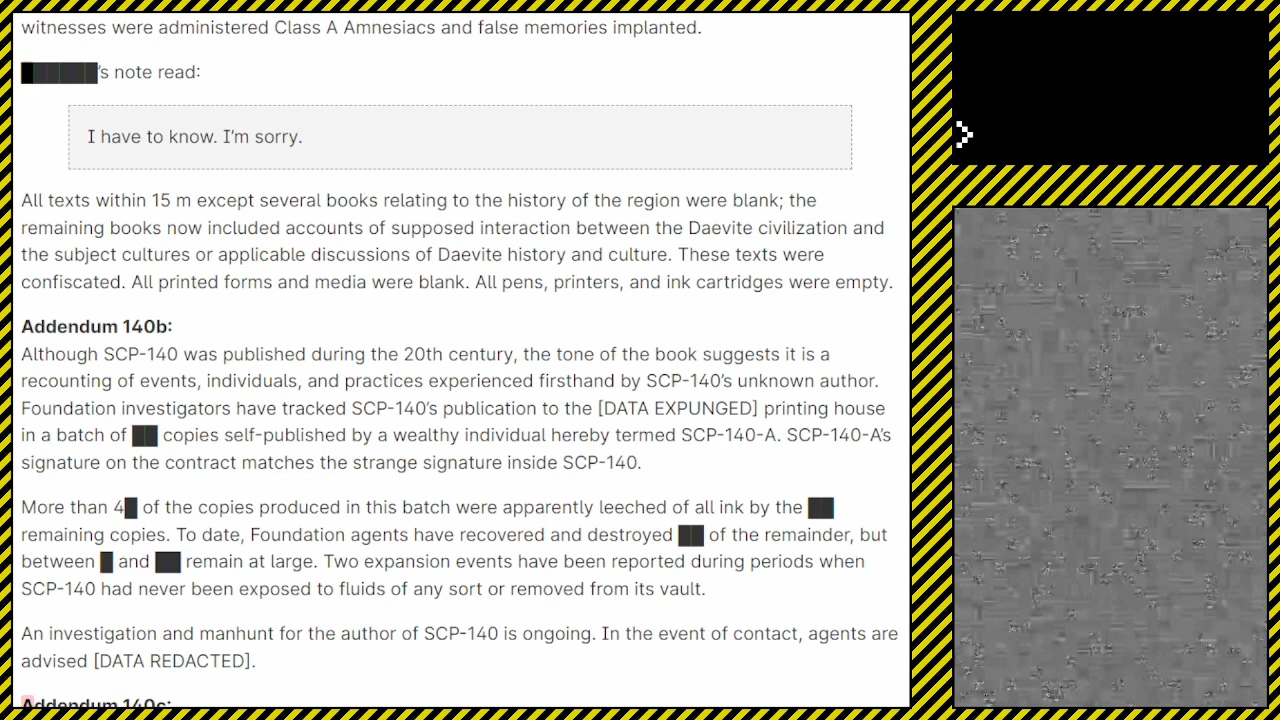 witnesses were administered Class A Amnesiacs and false memories implanted.
██████’s note read:
I have to know. I’m sorry.
All texts within 15 m except several books relating to the history of the region were blank; the
remaining books now included accounts of supposed interaction between the Daevite civilization and
the subject cultures or applicable discussions of Daevite history and culture. These texts were
confiscated. All printed forms and media were blank. All pens, printers, and ink cartridges were empty.
Addendum 140b:
Although SCP-140 was published during the 20th century, the tone of the book suggests it is a
recounting of events, individuals, and practices experienced firsthand by SCP-140’s unknown author.
Foundation investigators have tracked SCP-140’s publication to the [DATA EXPUNGED] printing house
in a batch of ██ copies self-published by a wealthy individual hereby termed SCP-140-A. SCP-140-A’s
signature on the contract matches the strange signature inside SCP-140.
More than 4█ of the copies produced in this batch were apparently leeched of all ink by the ██
remaining copies. To date, Foundation agents have recovered and destroyed ██ of the remainder, but
between █ and ██ remain at large. Two expansion events have been reported during periods when
SCP-140 had never been exposed to fluids of any sort or removed from its vault.
An investigation and manhunt for the author of SCP-140 is ongoing. In the event of contact, agents are
advised [DATA REDACTED].
Addendum 140c:
>